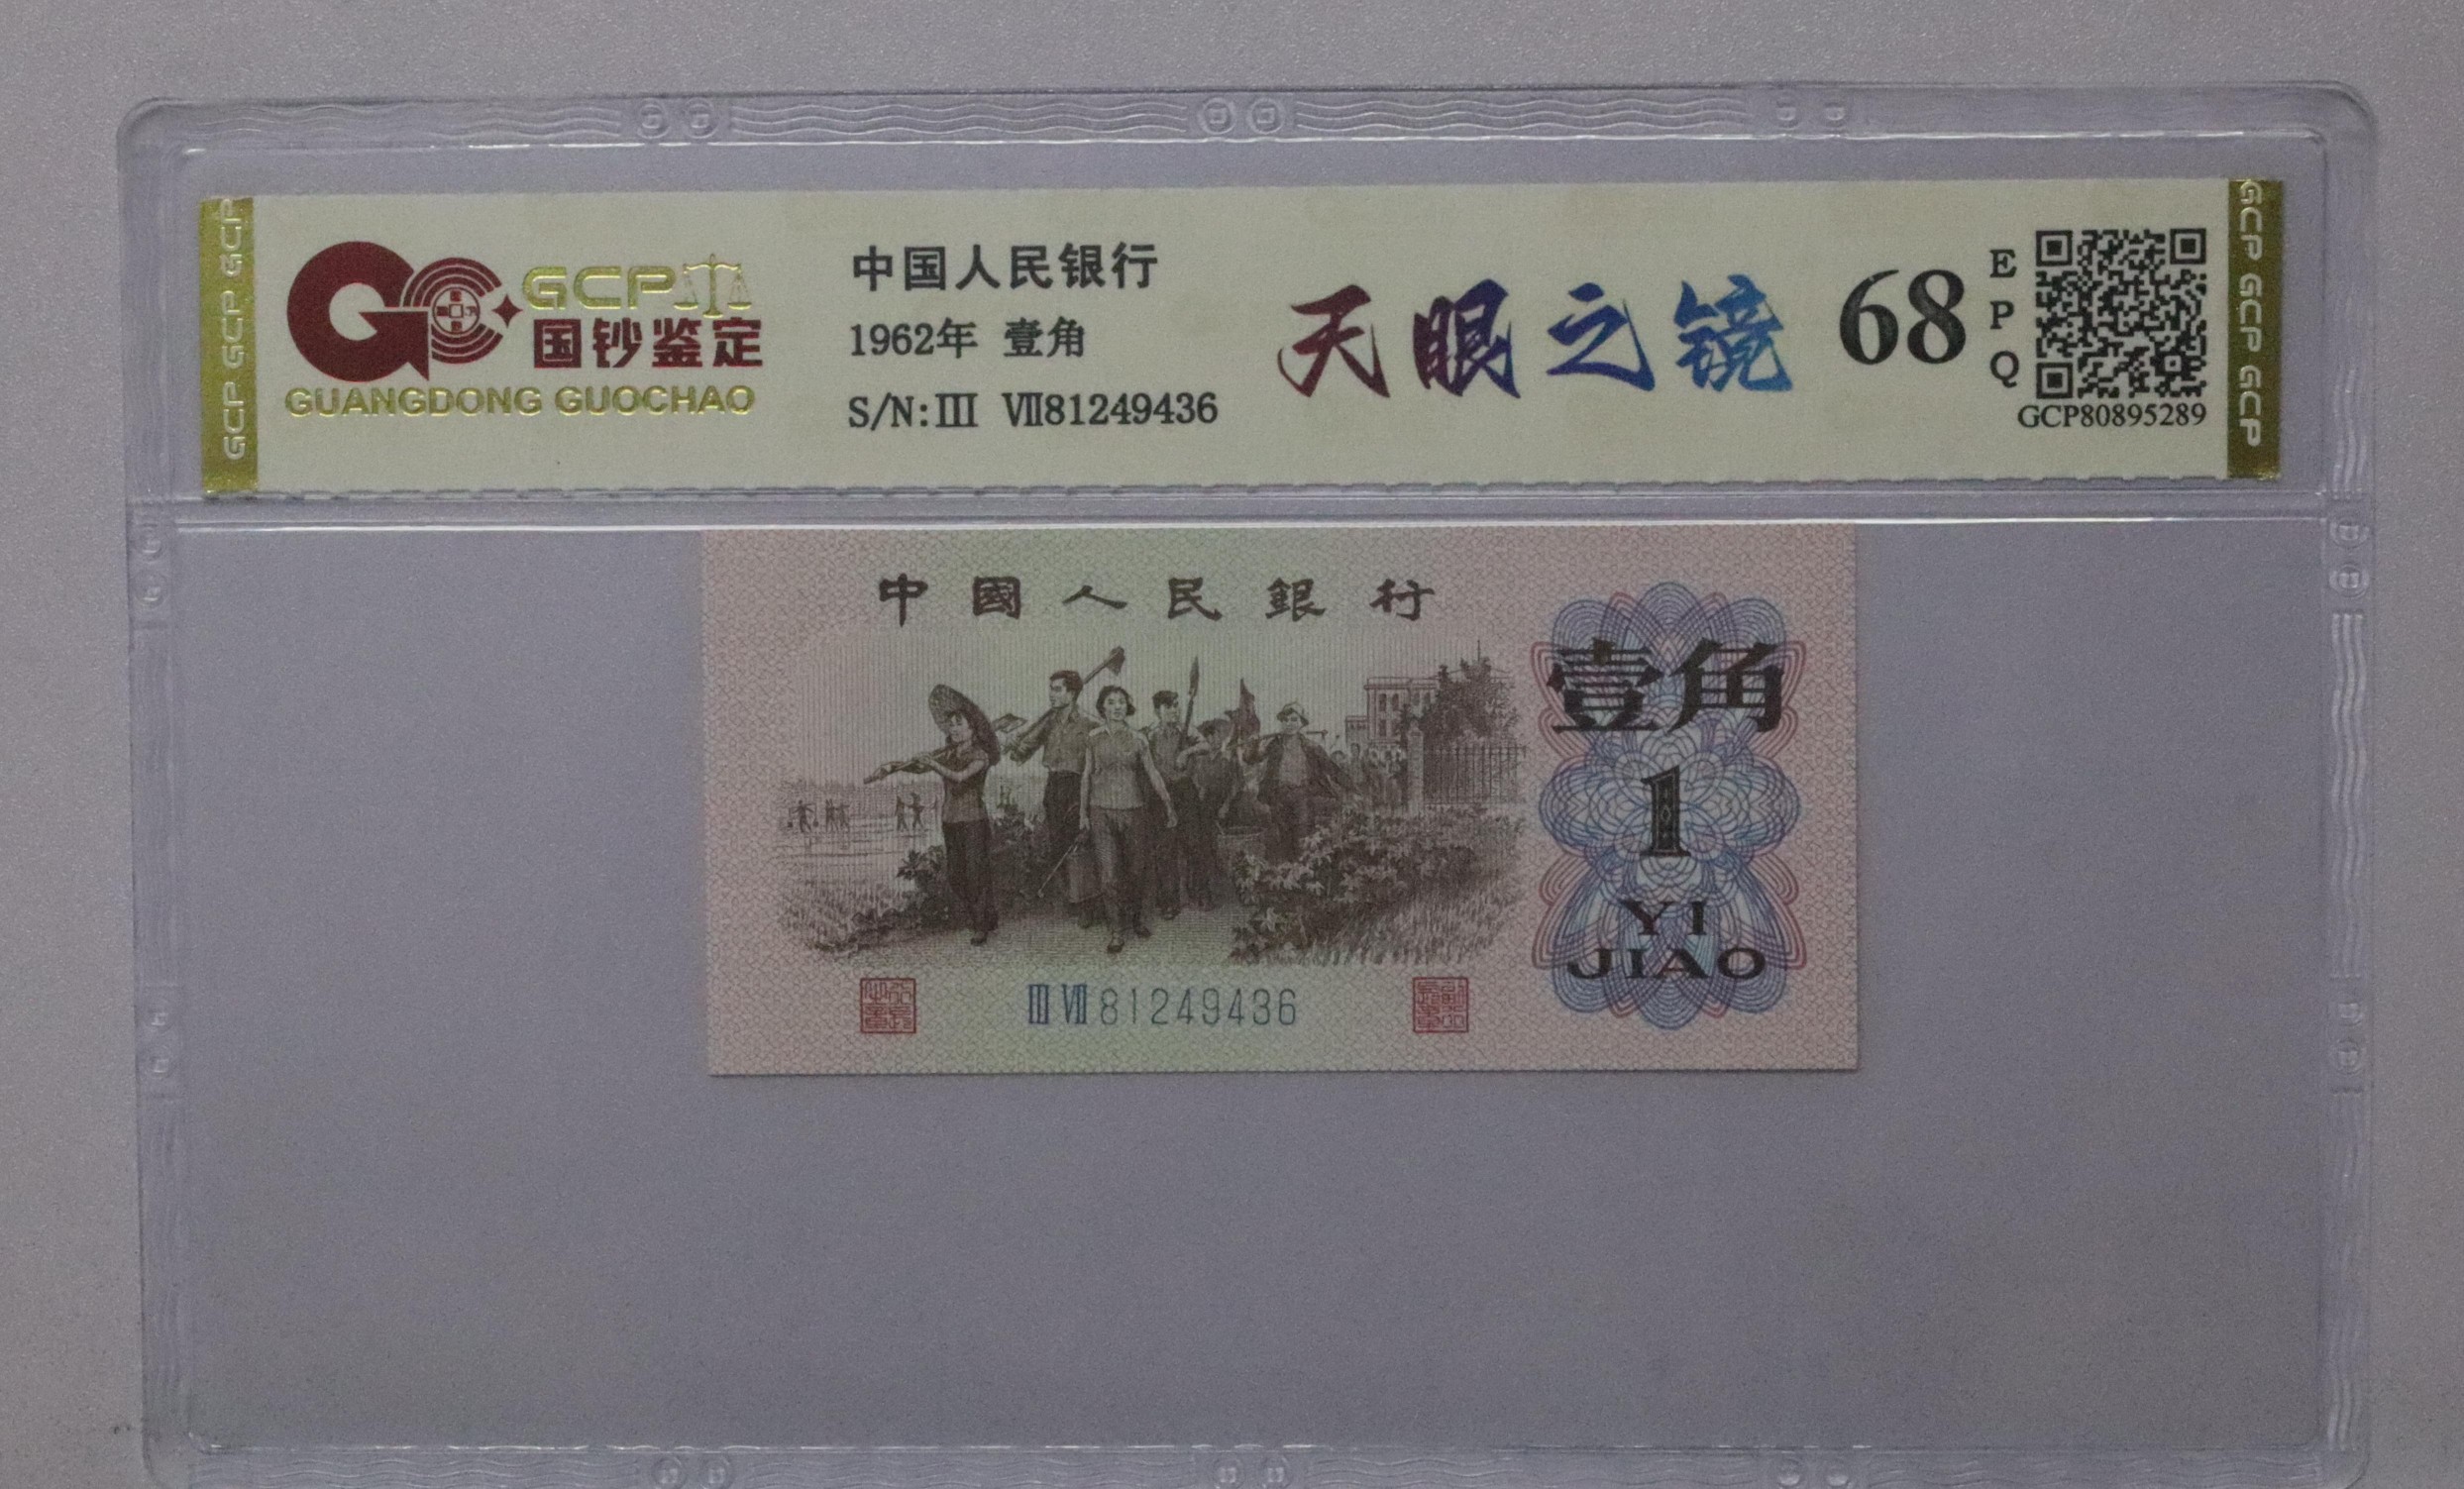 GCP GCP GCP
GCP
国钞鉴定
GUANGDONG GUOCHAO
中国人民银行
1962年 壹角
S/N:III VII81249436
天眼之镜
68
E
P
Q
GCP80895289
GCP GCP GCP
中國人民銀行
壹角
1
YI
JIAO
III VII 81249436